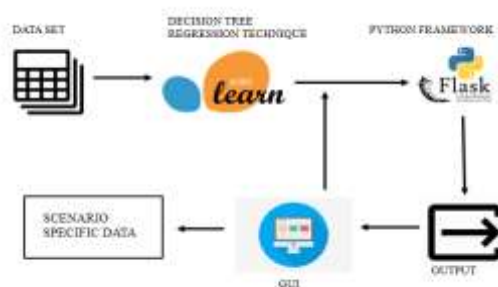 DATA SET
DECISION TREE
REGRESSION TECHNIQUE
PYTHON FRAMEWORK
learn
Flask
SCENARIO
SPECIFIC DATA
GUI
OUTPUT